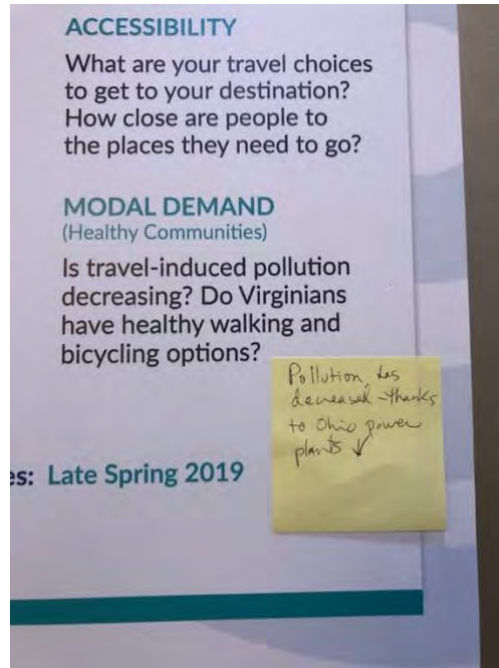 ACCESSIBILITY
What are your travel choices
to get to your destination?
How close are people to
the places they need to go?
MODAL DEMAND
(Healthy Communities)
Is travel-induced pollution
decreasing? Do Virginians
have healthy walking and
bicycling options?
Pollution has
decreased - thanks
to Ohio power
plants ↓
es: Late Spring 2019